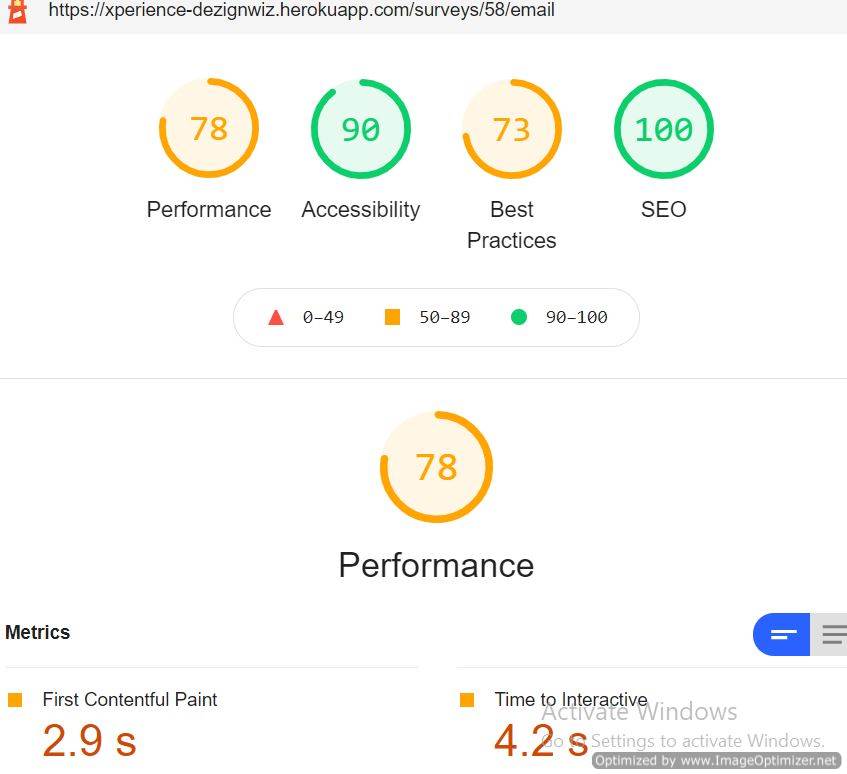 https://xperience-dezignwiz.herokuapp.com/surveys/58/email
78 90 73 100
Performance Accessibility Best Practices SEO
0–49 50–89 90–100
78
Performance
Metrics
First Contentful Paint
2.9 s
Time to Interactive
4.2 s
Activate Windows
Go to Settings to activate Windows.
Optimized by www.ImageOptimizer.net